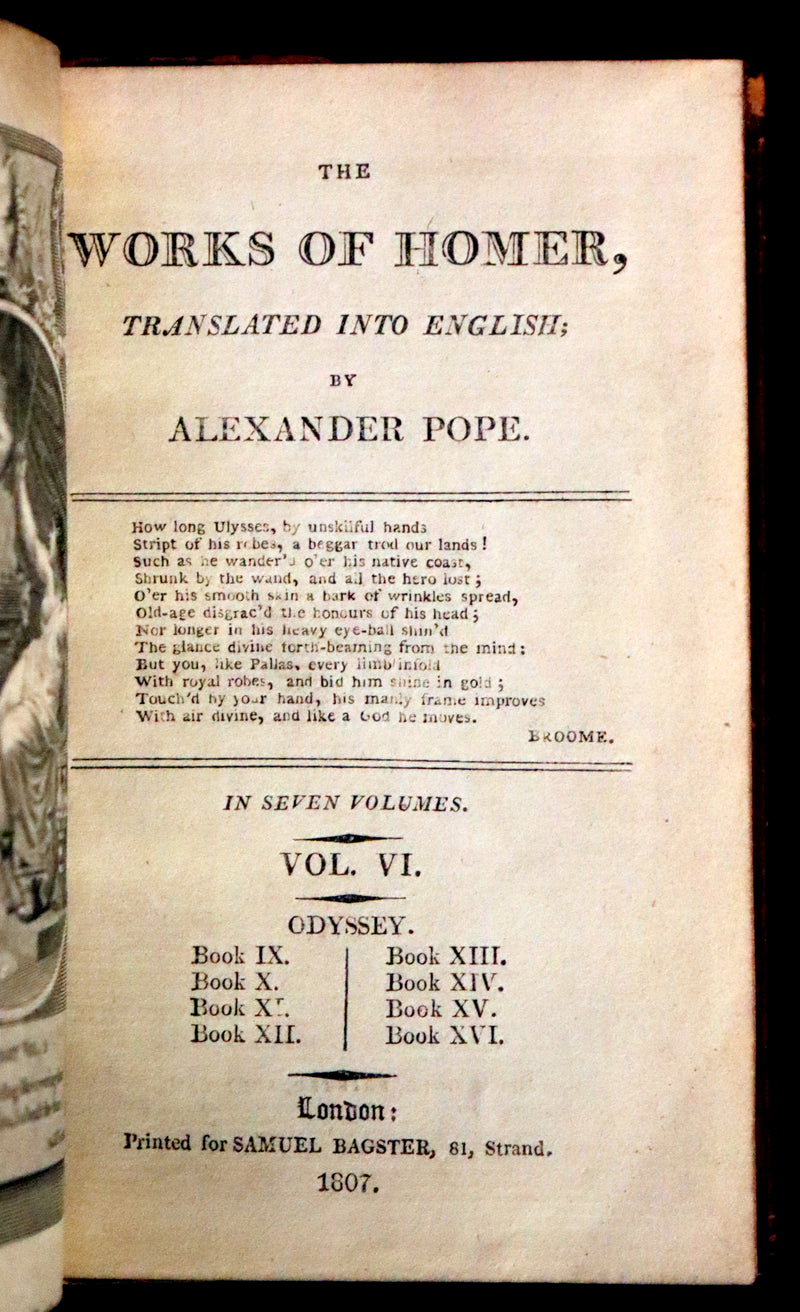 THE
WORKS OF HOMER,
TRANSLATED INTO ENGLISH;
BY
ALEXANDER POPE.
How long Ulysses, by unskilful hands
Stript of his robes, a beggar trod our lands!
Such as he wander'd o'er his native coast,
Shrunk by the wand, and all the hero lost;
O'er his smooth skin a bark of wrinkles spread,
Old-age disgrac'd the honours of his head;
Nor longer in his heavy eye-ball shin'd
The glance divine forth-beaming from the mind:
But you, like Pallas, every limb infold
With royal robes, and bid him shine in gold;
Touch'd by your hand, his manly frame improves
With air divine, and like a God he moves.
BROOME.
IN SEVEN VOLUMES.
VOL. VI.
ODYSSEY.
Book IX.
Book X.
Book XI.
Book XII.
Book XIII.
Book XIV.
Book XV.
Book XVI.
London:
Printed for SAMUEL BAGSTER, 81, Strand.
1807.